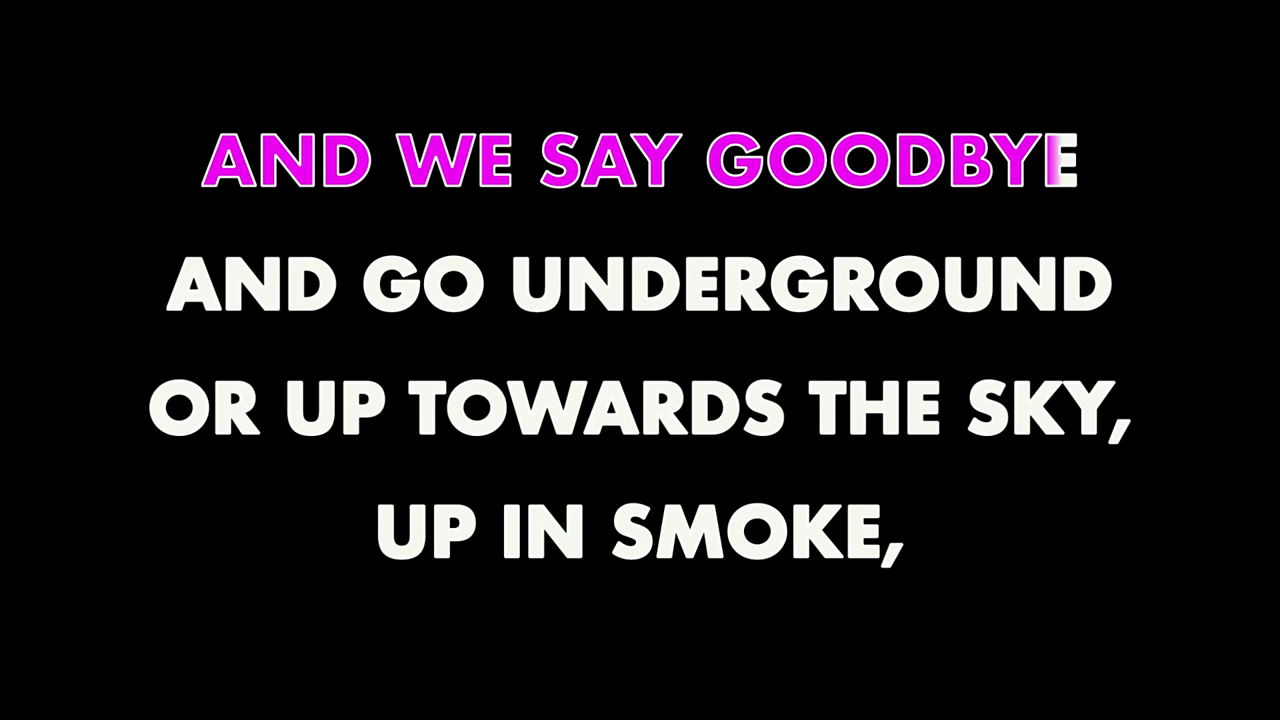 AND WE SAY GOODBYE
AND GO UNDERGROUND
OR UP TOWARDS THE SKY,
UP IN SMOKE,